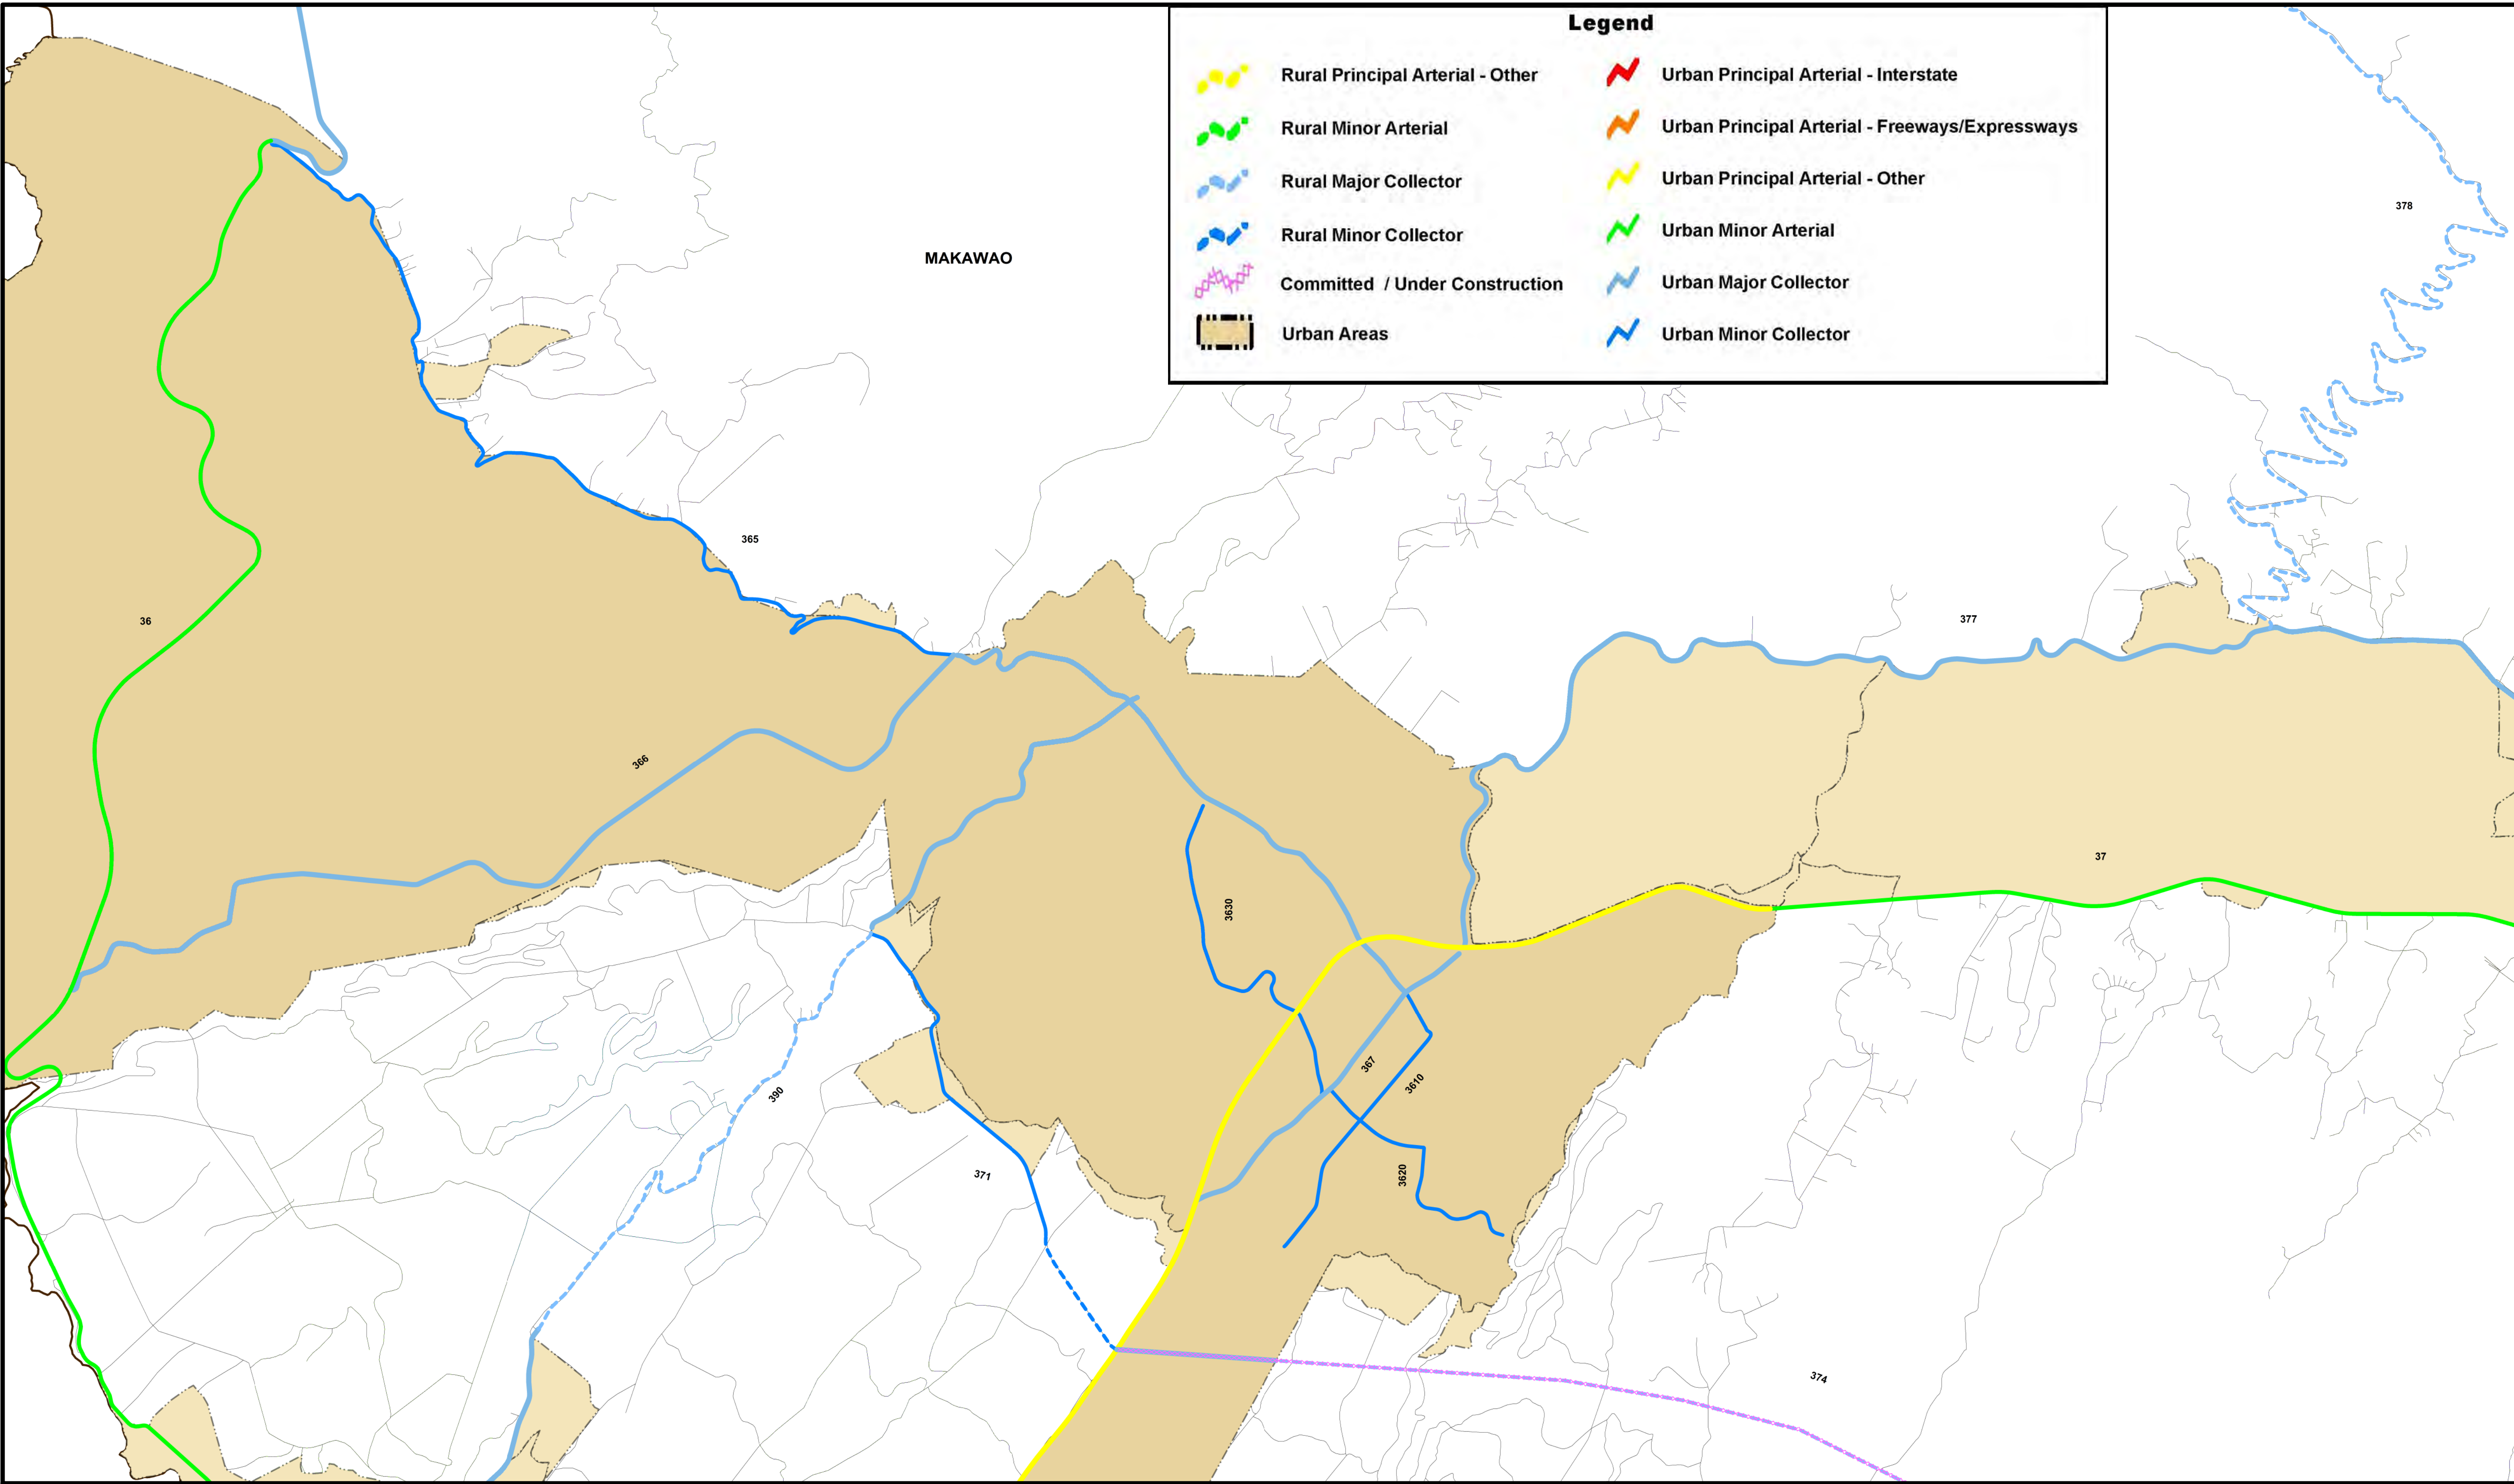 Legend
Rural Principal Arterial - Other
Rural Minor Arterial
Rural Major Collector
Rural Minor Collector
Committed / Under Construction
Urban Areas
Urban Principal Arterial - Interstate
Urban Principal Arterial - Freeways/Expressways
Urban Principal Arterial - Other
Urban Minor Arterial
Urban Major Collector
Urban Minor Collector
378
MAKAWAO
365
36
377
366
37
3630
367
3610
390
371
3620
374